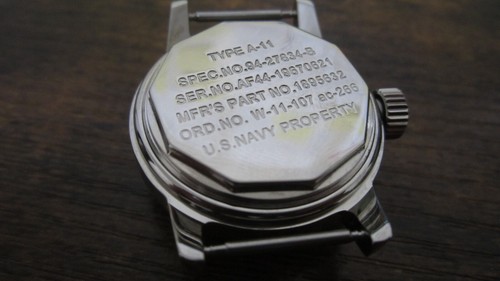 TYPE A-11
SPEC.NO.94-27834-B
SER.NO.AF44-19370821
MFR'S PART NO.1895832
ORD.NO. W-11-107 ac-286
U.S.NAVY PROPERTY